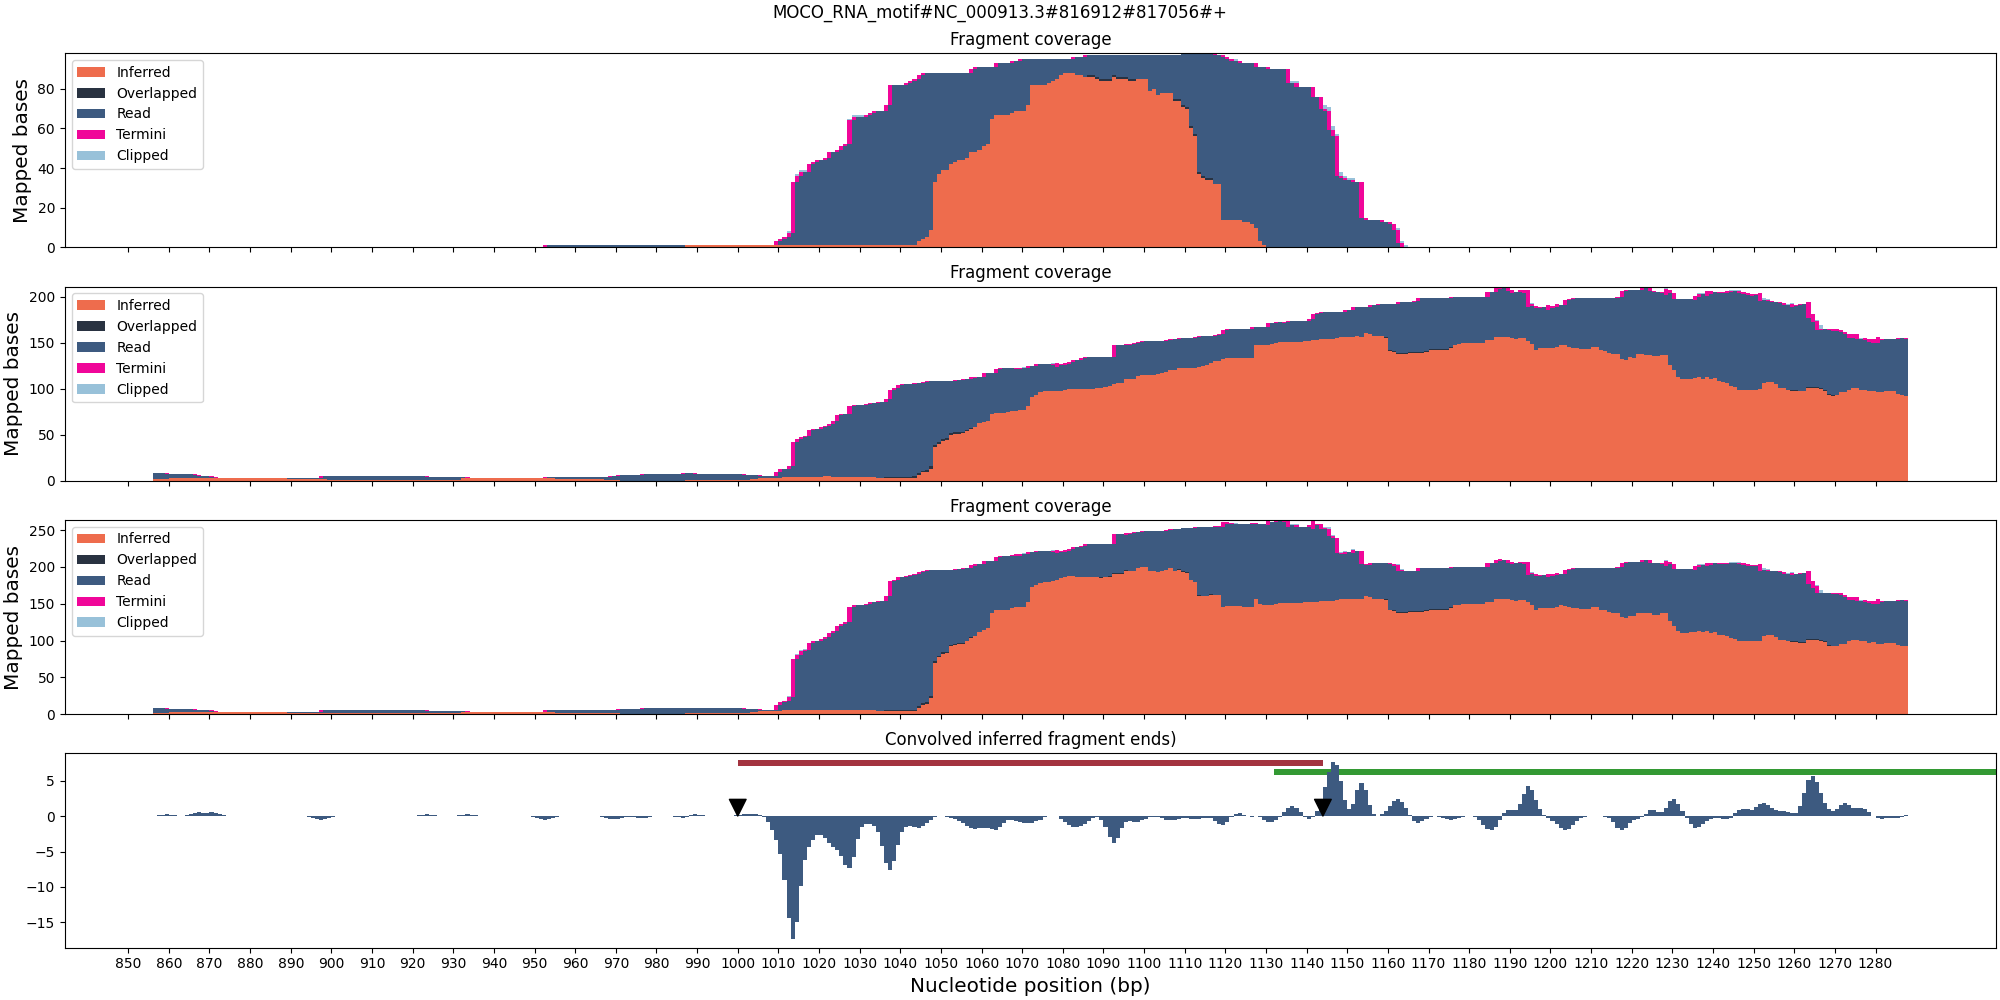 MOCO_RNA_motif#NC_000913.3#816912#817056#+
Fragment coverage
Mapped bases
80
60
40
20
0
Inferred
Overlapped
Read
Termini
Clipped
Fragment coverage
Mapped bases
200
150
100
50
0
Inferred
Overlapped
Read
Termini
Clipped
Fragment coverage
Mapped bases
250
200
150
100
50
0
Inferred
Overlapped
Read
Termini
Clipped
Convolved inferred fragment ends)
5
0
−5
−10
−15
850 860 870 880 890 900 910 920 930 940 950 960 970 980 990 1000 1010 1020 1030 1040 1050 1060 1070 1080 1090 1100 1110 1120 1130 1140 1150 1160 1170 1180 1190 1200 1210 1220 1230 1240 1250 1260 1270 1280
Nucleotide position (bp)